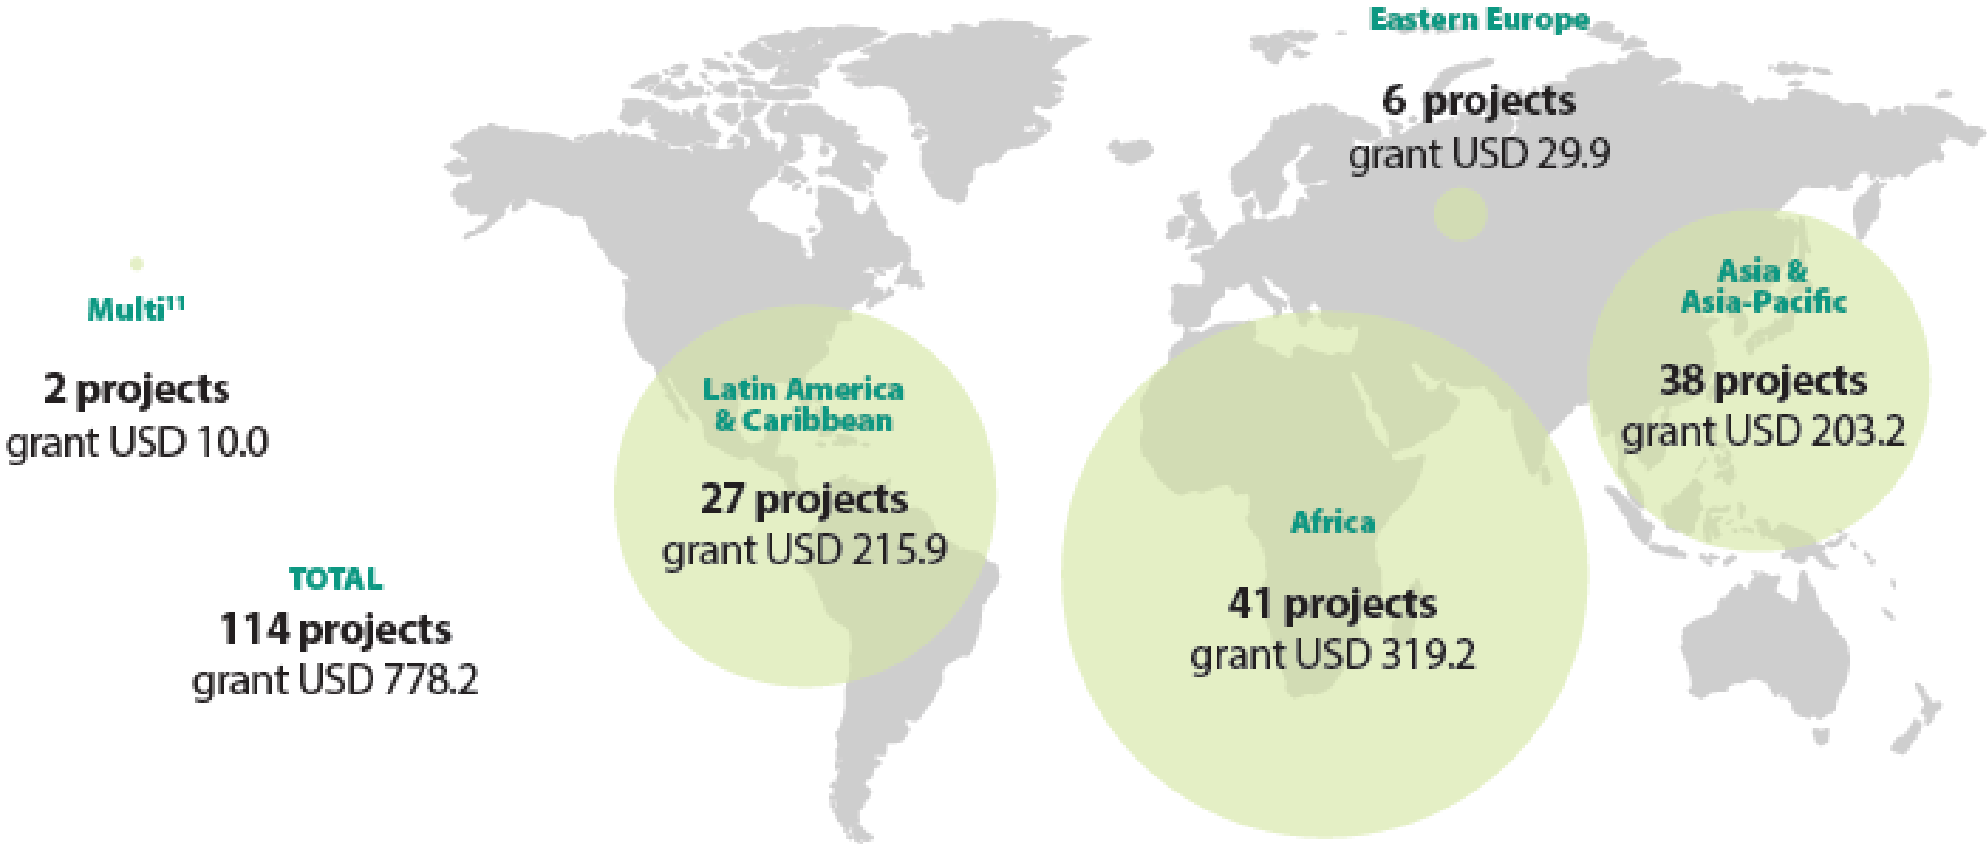 Eastern Europe
6 projects
grant USD 29.9
Multi¹¹
2 projects
grant USD 10.0
Latin America
& Caribbean
27 projects
grant USD 215.9
Africa
41 projects
grant USD 319.2
Asia &
Asia-Pacific
38 projects
grant USD 203.2
TOTAL
114 projects
grant USD 778.2